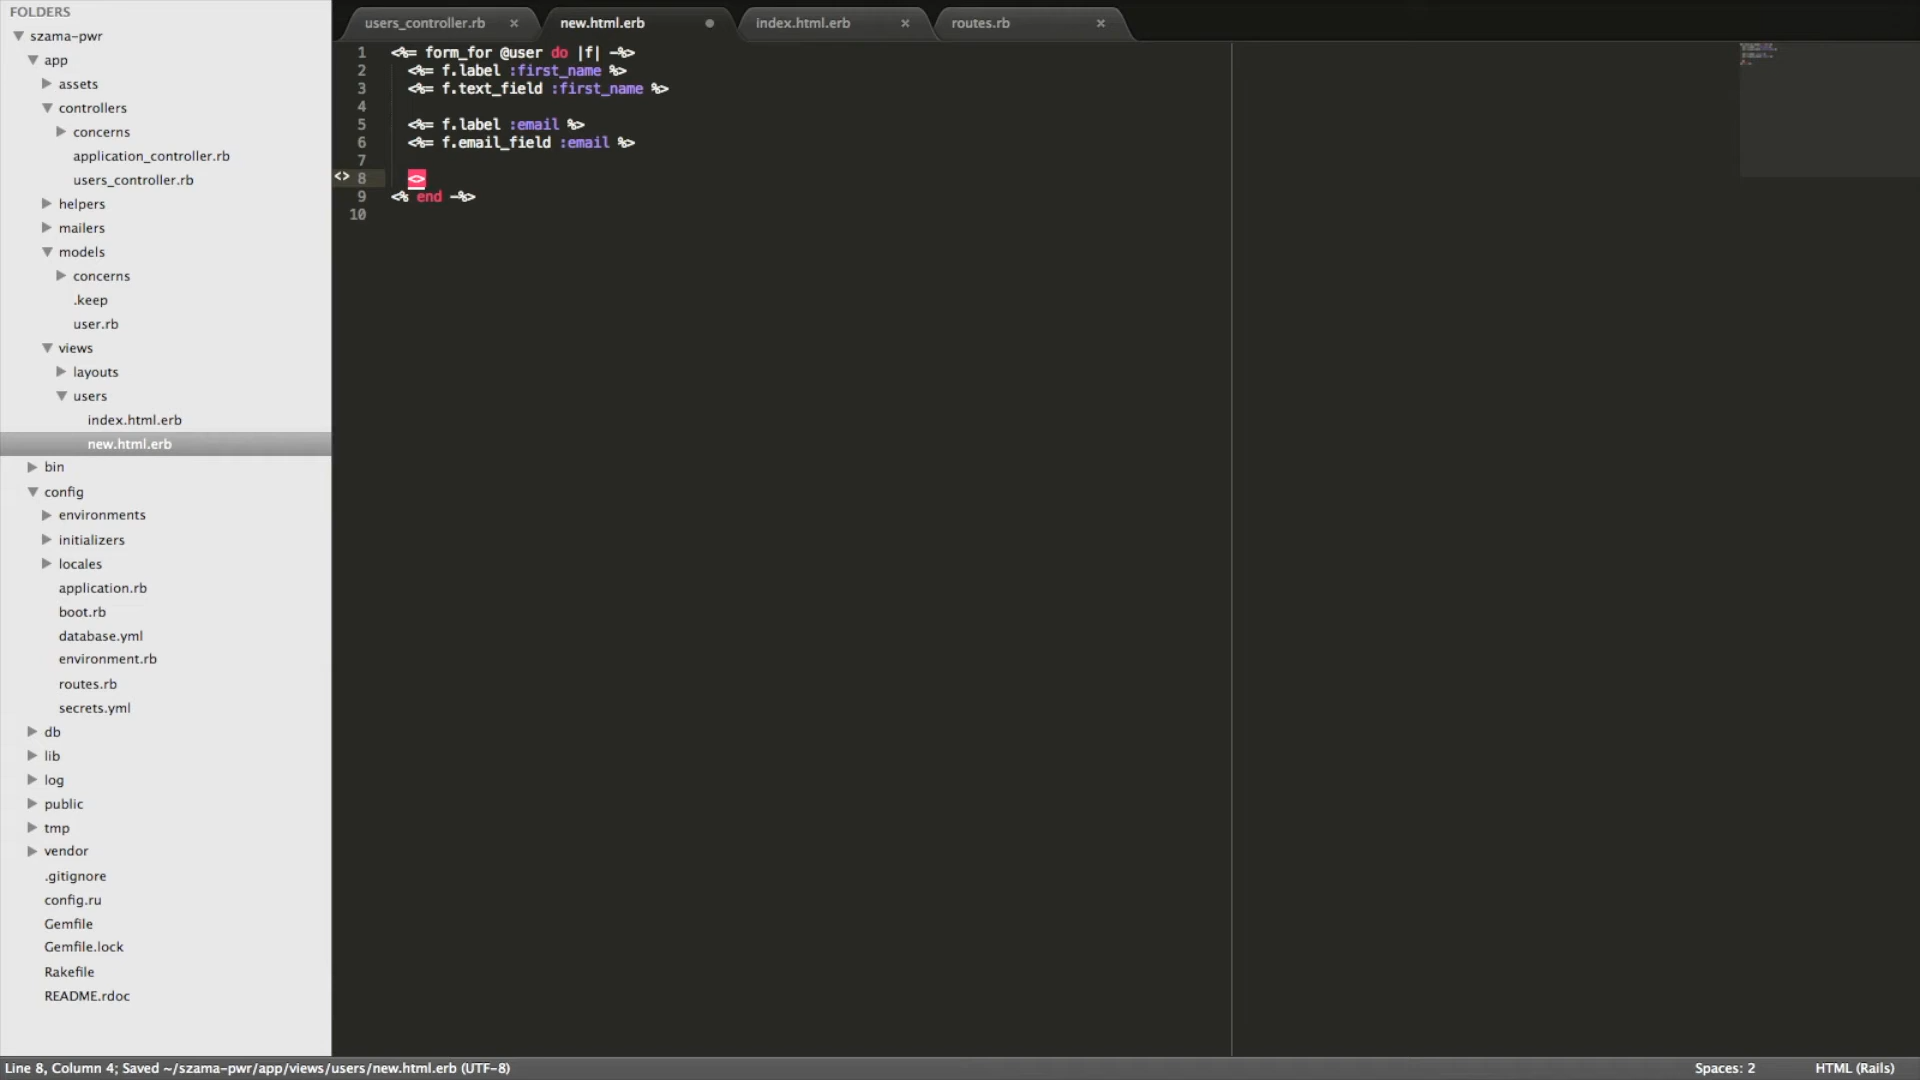 FOLDERS
szama-pwr
app
assets
controllers
concerns
application_controller.rb
users_controller.rb
helpers
mailers
models
concerns
.keep
user.rb
views
layouts
users
index.html.erb
new.html.erb
bin
config
environments
initializers
locales
application.rb
boot.rb
database.yml
environment.rb
routes.rb
secrets.yml
db
lib
log
public
tmp
vendor
.gitignore
config.ru
Gemfile
Gemfile.lock
Rakefile
README.rdoc
users_controller.rb × new.html.erb index.html.erb × routes.rb ×
1 <%= form_for @user do |f| -%>
2 <%= f.label :first_name %>
3 <%= f.text_field :first_name %>
4
5 <%= f.label :email %>
6 <%= f.email_field :email %>
7
<> 8 <>
9 <% end -%>
10
Line 8, Column 4; Saved ~/szama-pwr/app/views/users/new.html.erb (UTF-8) Spaces: 2 HTML (Rails)